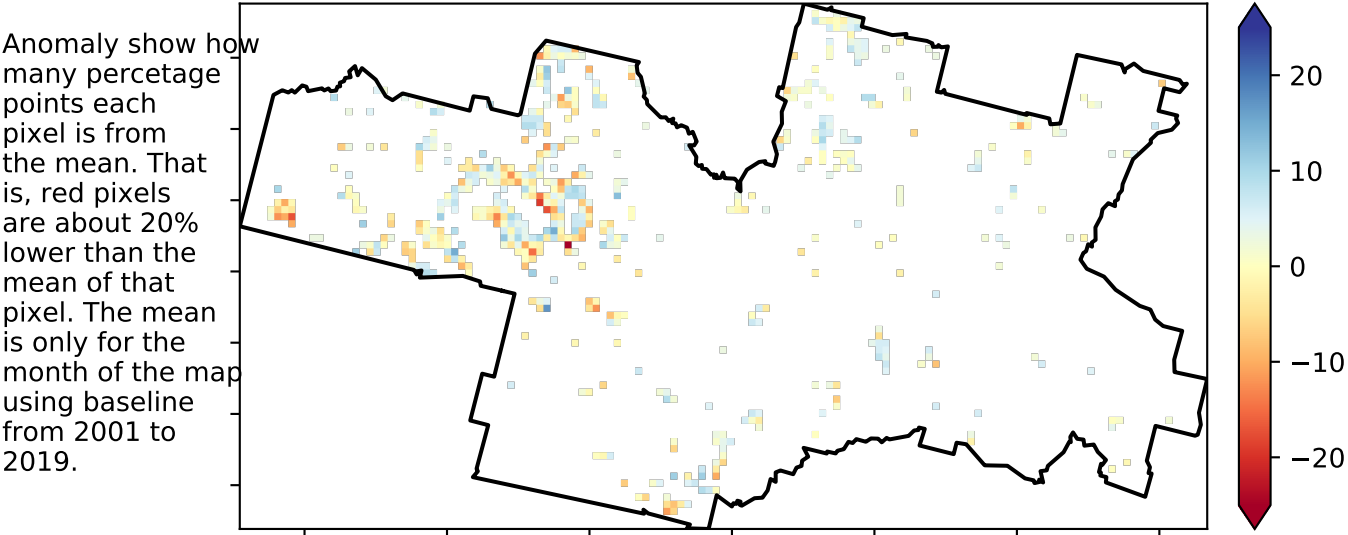 Anomaly show how
many percetage
points each
pixel is from
the mean. That
is, red pixels
are about 20%
lower than the
mean of that
pixel. The mean
is only for the
month of the map
using baseline
from 2001 to
2019.
20
10
0
−10
−20